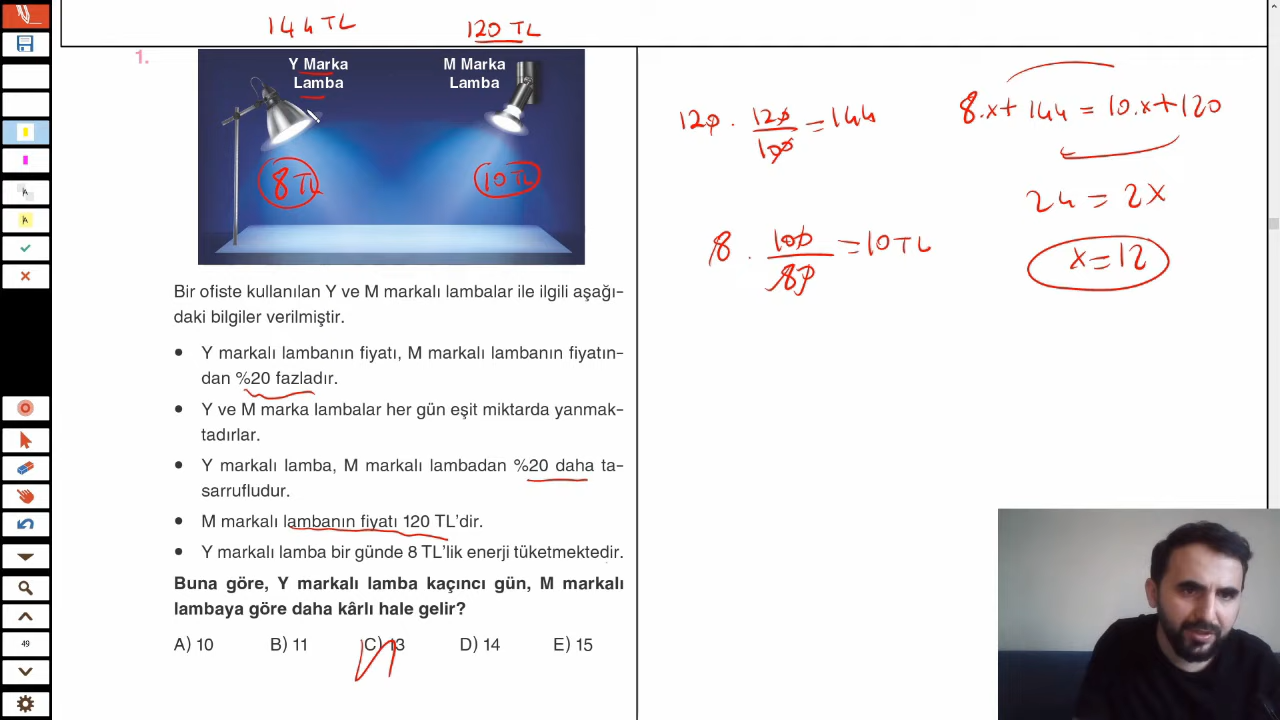 144 TL
120 TL
1.
Y Marka
Lamba
M Marka
Lamba
8 TL
10 TL
Bir ofiste kullanılan Y ve M markalı lambalar ile ilgili aşağı-
daki bilgiler verilmiştir.
• Y markalı lambanın fiyatı, M markalı lambanın fiyatın-
dan %20 fazladır.
• Y ve M marka lambalar her gün eşit miktarda yanmak-
tadırlar.
• Y markalı lamba, M markalı lambadan %20 daha ta-
sarrufludur.
• M markalı lambanın fiyatı 120 TL'dir.
• Y markalı lamba bir günde 8 TL'lik enerji tüketmektedir.
Buna göre, Y markalı lamba kaçıncı gün, M markalı
lambaya göre daha kârlı hale gelir?
A) 10 B) 11 C) 13 D) 14 E) 15
120 . 120/100 = 144
8 . 100/80 = 10 TL
8.x + 144 = 10.x + 120
24 = 2x
x = 12
A
A
49